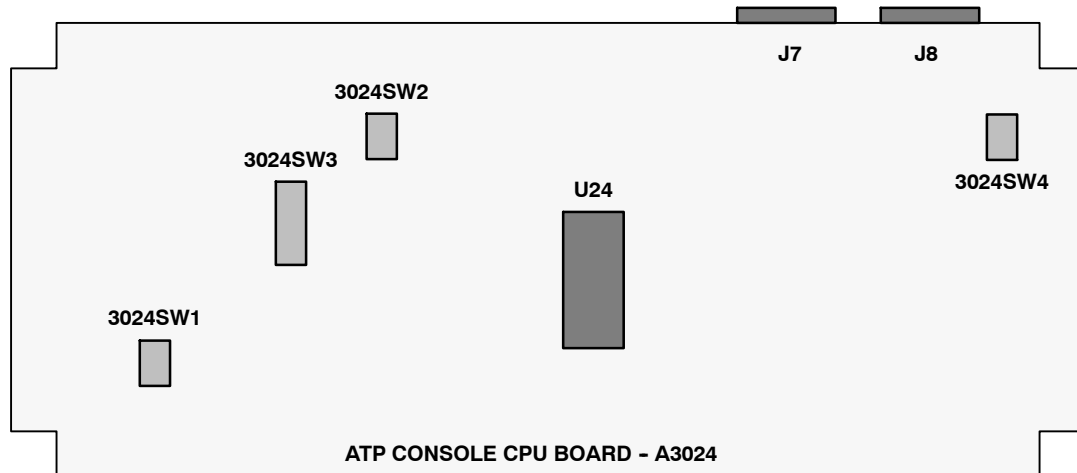 J7
J8
3024SW2
3024SW3
3024SW4
U24
3024SW1
ATP CONSOLE CPU BOARD - A3024